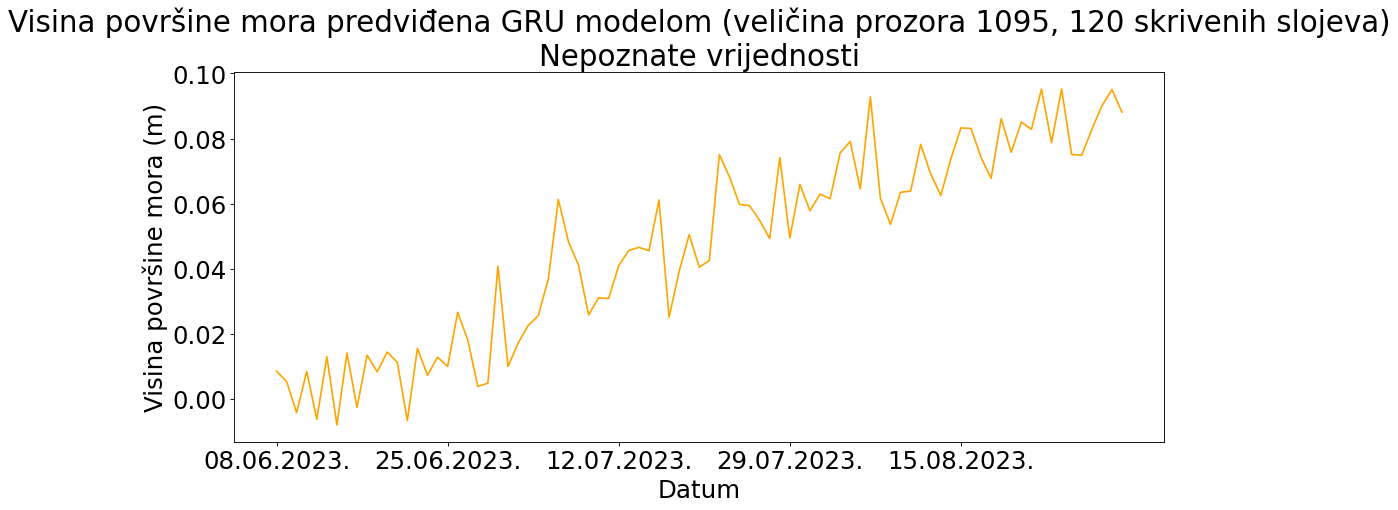 Visina površine mora predviđena GRU modelom (veličina prozora 1095, 120 skrivenih slojeva)
Nepoznate vrijednosti
Visina površine mora (m)
0.10
0.08
0.06
0.04
0.02
0.00
08.06.2023. 25.06.2023. 12.07.2023. 29.07.2023. 15.08.2023.
Datum